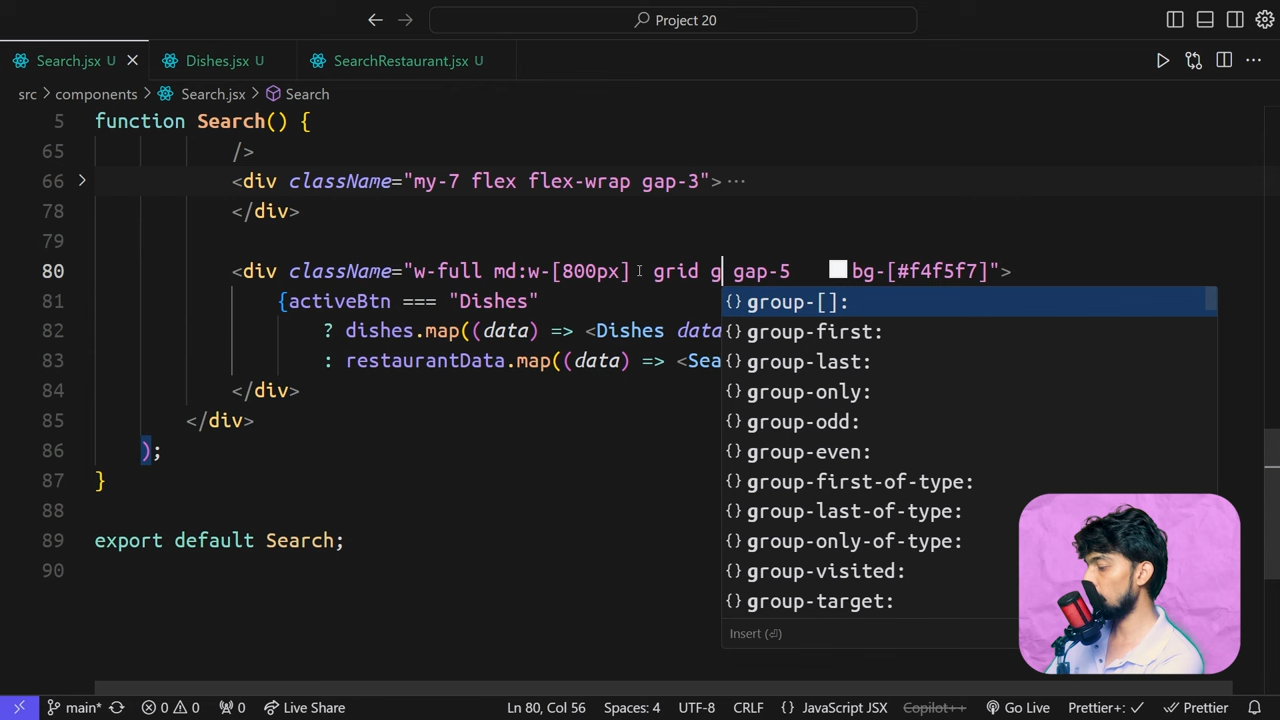 Project 20
Search.jsx U
Dishes.jsx U
SearchRestaurant.jsx U
src > components > Search.jsx > Search
5 function Search() {
65 />
66 <div className="my-7 flex flex-wrap gap-3"> ···
78 </div>
79
80 <div className="w-full md:w-[800px] grid g gap-5 bg-[#f4f5f7]">
81 {activeBtn === "Dishes"
82 ? dishes.map((data) => <Dishes data
83 : restaurantData.map((data) => <Sea
84 </div>
85 </div>
86 );
87 }
88
89 export default Search;
90
{} group-[]:
{} group-first:
{} group-last:
{} group-only:
{} group-odd:
{} group-even:
{} group-first-of-type:
{} group-last-of-type:
{} group-only-of-type:
{} group-visited:
{} group-target:
Insert (⏎)
main* 0 0 0 Live Share Ln 80, Col 56 Spaces: 4 UTF-8 CRLF {} JavaScript JSX Copilot++ Go Live Prettier+: Prettier